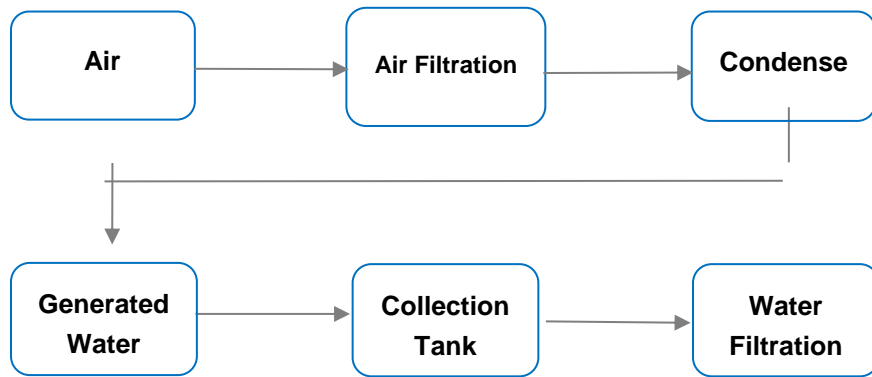 Air
Air Filtration
Condense
Generated
Water
Collection
Tank
Water
Filtration